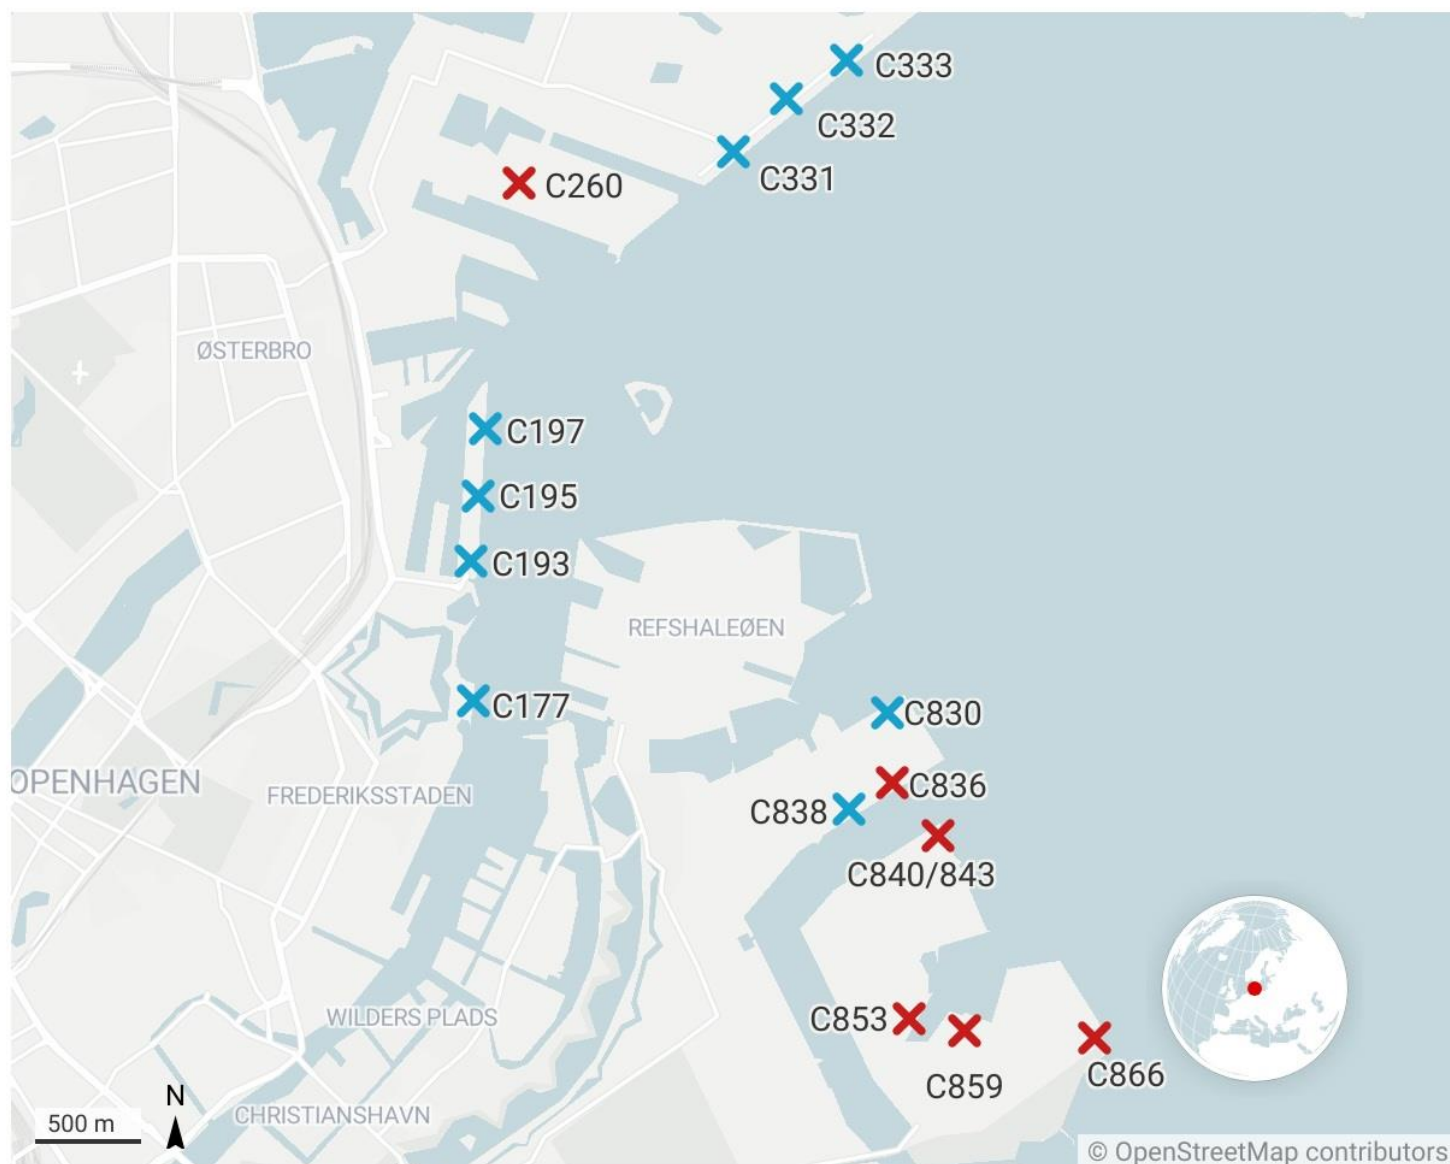 C333
C332
C331
C260
ØSTERBRO
C197
C195
C193
REFSHALEØEN
C177
C830
OPENHAGEN
FREDERIKSSTADEN
C836
C838
C840/843
WILDERS PLADS
C853
C859
C866
N
500 m
CHRISTIANSHAVN
© OpenStreetMap contributors